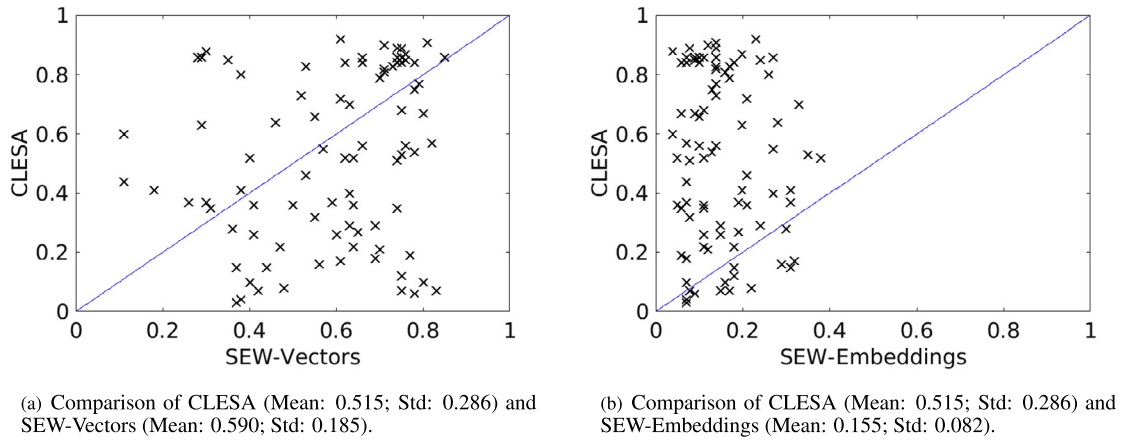 1
0.8
0.6
0.4
0.2
0
CLESA
0 0.2 0.4 0.6 0.8 1
SEW-Vectors
(a) Comparison of CLESA (Mean: 0.515; Std: 0.286) and
SEW-Vectors (Mean: 0.590; Std: 0.185).
1
0.8
0.6
0.4
0.2
0
CLESA
0 0.2 0.4 0.6 0.8 1
SEW-Embeddings
(b) Comparison of CLESA (Mean: 0.515; Std: 0.286) and
SEW-Embeddings (Mean: 0.155; Std: 0.082).